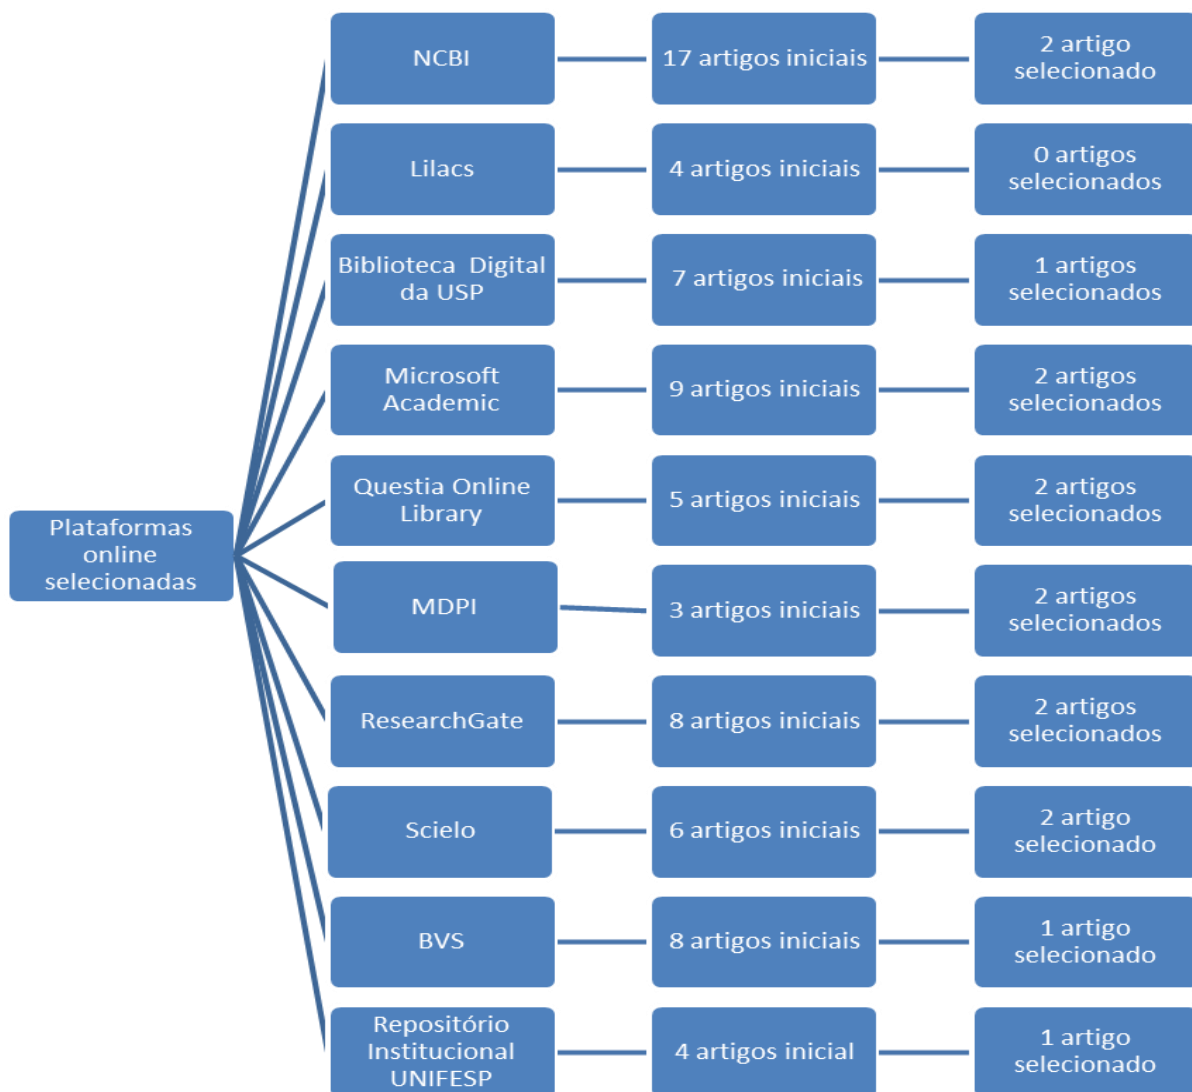 NCBI
17 artigos iniciais
2 artigo
selecionado
Lilacs
4 artigos iniciais
0 artigos
selecionados
Biblioteca Digital
da USP
7 artigos iniciais
1 artigos
selecionados
Microsoft
Academic
9 artigos iniciais
2 artigos
selecionados
Questia Online
Library
5 artigos iniciais
2 artigos
selecionados
Plataformas
online
selecionadas
MDPI
3 artigos iniciais
2 artigos
selecionados
ResearchGate
8 artigos iniciais
2 artigos
selecionados
Scielo
6 artigos iniciais
2 artigo
selecionado
BVS
8 artigos iniciais
1 artigo
selecionado
Repositório
Institucional
UNIFESP
4 artigos inicial
1 artigo
selecionado